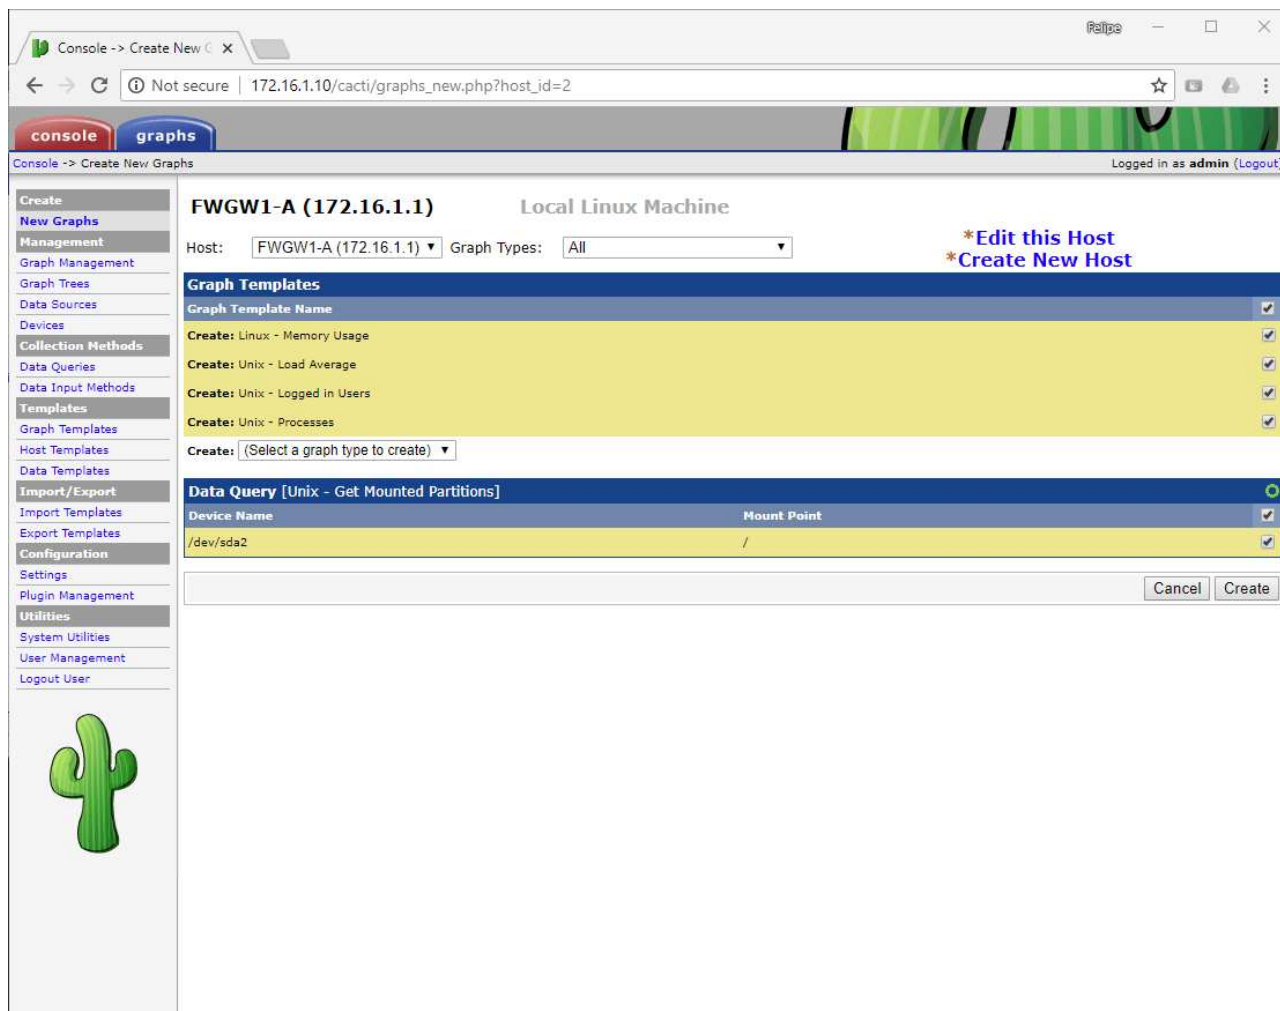 Felipe
Console -> Create New G
Not secure | 172.16.1.10/cacti/graphs_new.php?host_id=2
console graphs
Console -> Create New Graphs
Logged in as admin (Logout)
Create
New Graphs
Management
Graph Management
Graph Trees
Data Sources
Devices
Collection Methods
Data Queries
Data Input Methods
Templates
Graph Templates
Host Templates
Data Templates
Import/Export
Import Templates
Export Templates
Configuration
Settings
Plugin Management
Utilities
System Utilities
User Management
Logout User
FWGW1-A (172.16.1.1) Local Linux Machine
Host: FWGW1-A (172.16.1.1) Graph Types: All
*Edit this Host
*Create New Host
Graph Templates
Graph Template Name
Create: Linux - Memory Usage
Create: Unix - Load Average
Create: Unix - Logged in Users
Create: Unix - Processes
Create: (Select a graph type to create)
Data Query [Unix - Get Mounted Partitions]
Device Name Mount Point
/dev/sda2 /
Cancel Create